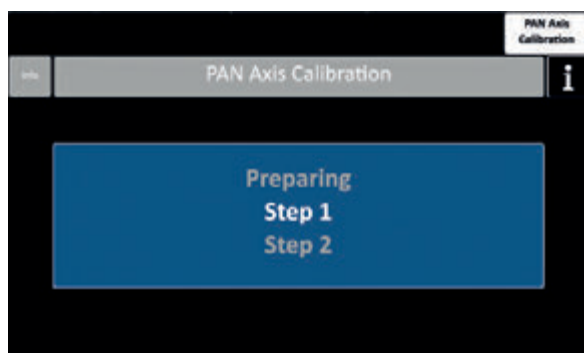 PAN Axis
Calibration
Info
PAN Axis Calibration
i
Preparing
Step 1
Step 2